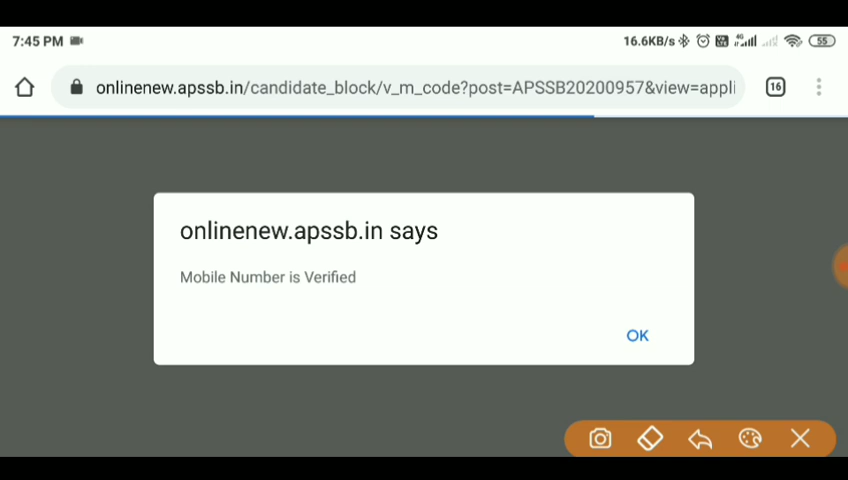 7:45 PM 16.6KB/s 4G 55
onlinenew.apssb.in/candidate_block/v_m_code?post=APSSB20200957&view=appli 16
onlinenew.apssb.in says
Mobile Number is Verified
OK